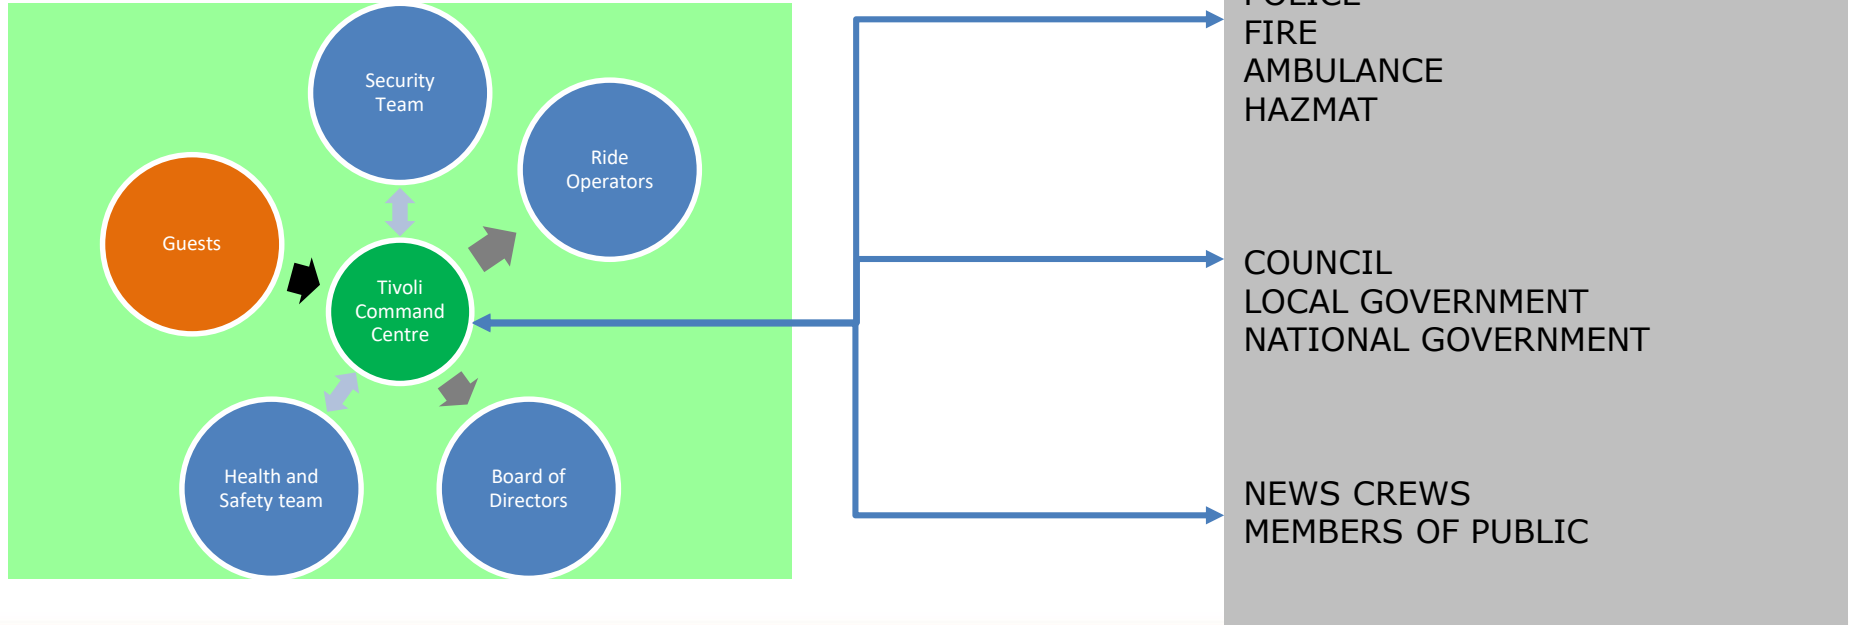 Security
Team
Ride
Operators
Guests
Tivoli
Command
Centre
Health and
Safety team
Board of
Directors
POLICE
FIRE
AMBULANCE
HAZMAT
COUNCIL
LOCAL GOVERNMENT
NATIONAL GOVERNMENT
NEWS CREWS
MEMBERS OF PUBLIC